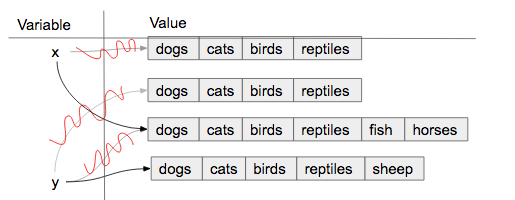 Variable Value
x dogs cats birds reptiles
dogs cats birds reptiles
dogs cats birds reptiles fish horses
y dogs cats birds reptiles sheep